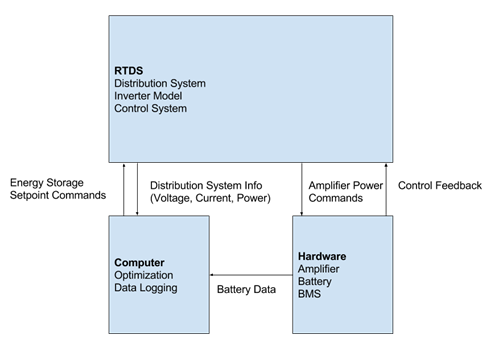 RTDS
Distribution System
Inverter Model
Control System
Energy Storage
Setpoint Commands
Distribution System Info
(Voltage, Current, Power)
Amplifier Power
Commands
Control Feedback
Computer
Optimization
Data Logging
Battery Data
Hardware
Amplifier
Battery
BMS